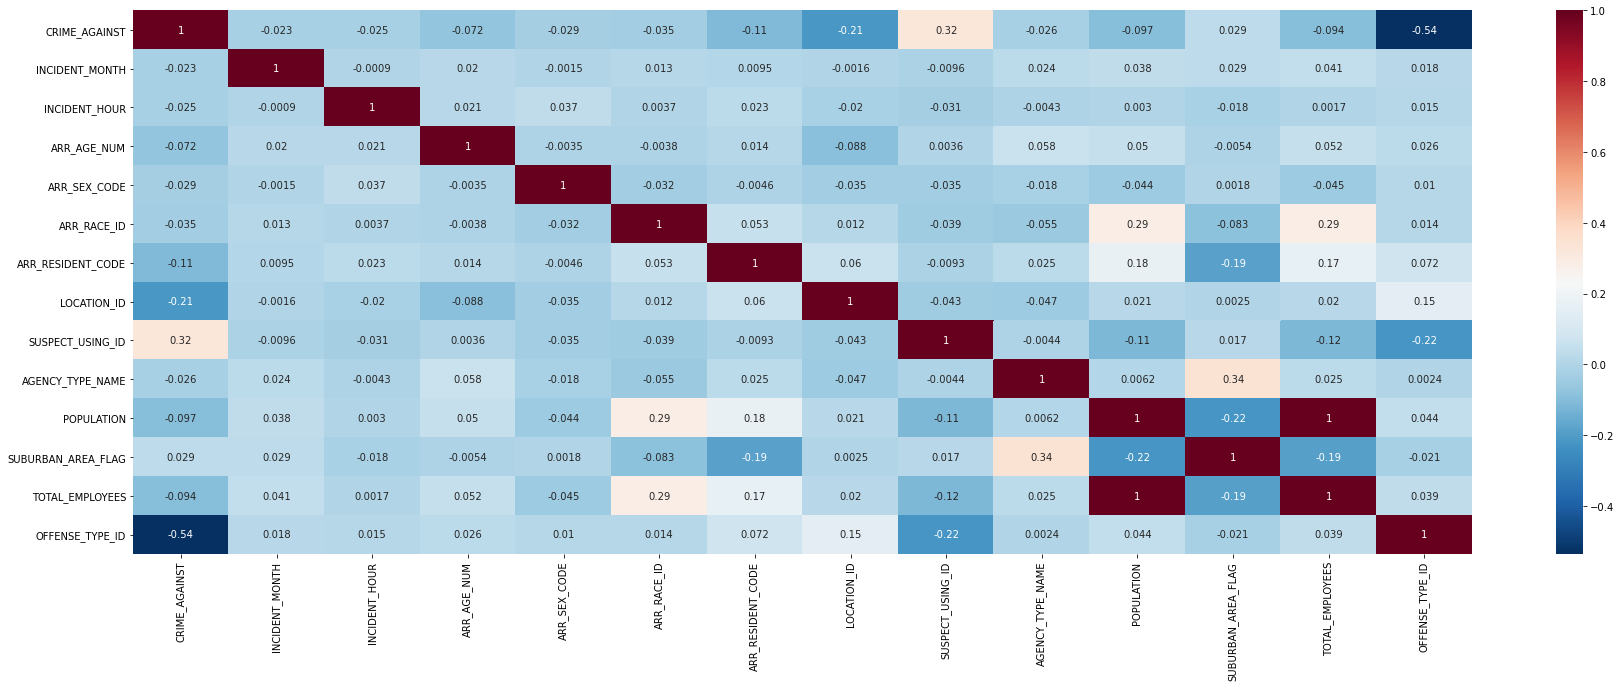 CRIME_AGAINST 1 -0.023 -0.025 -0.072 -0.029 -0.035 -0.11 -0.21 0.32 -0.026 -0.097 0.029 -0.094 -0.54
INCIDENT_MONTH -0.023 1 -0.0009 0.02 -0.0015 0.013 0.0095 -0.0016 -0.0096 0.024 0.038 0.029 0.041 0.018
INCIDENT_HOUR -0.025 -0.0009 1 0.021 0.037 0.0037 0.023 -0.02 -0.031 -0.0043 0.003 -0.018 0.0017 0.015
ARR_AGE_NUM -0.072 0.02 0.021 1 -0.0035 -0.0038 0.014 -0.088 0.0036 0.058 0.05 -0.0054 0.052 0.026
ARR_SEX_CODE -0.029 -0.0015 0.037 -0.0035 1 -0.032 -0.0046 -0.035 -0.035 -0.018 -0.044 0.0018 -0.045 0.01
ARR_RACE_ID -0.035 0.013 0.0037 -0.0038 -0.032 1 0.053 0.012 -0.039 -0.055 0.29 -0.083 0.29 0.014
ARR_RESIDENT_CODE -0.11 0.0095 0.023 0.014 -0.0046 0.053 1 0.06 -0.0093 0.025 0.18 -0.19 0.17 0.072
LOCATION_ID -0.21 -0.0016 -0.02 -0.088 -0.035 0.012 0.06 1 -0.043 -0.047 0.021 0.0025 0.02 0.15
SUSPECT_USING_ID 0.32 -0.0096 -0.031 0.0036 -0.035 -0.039 -0.0093 -0.043 1 -0.0044 -0.11 0.017 -0.12 -0.22
AGENCY_TYPE_NAME -0.026 0.024 -0.0043 0.058 -0.018 -0.055 0.025 -0.047 -0.0044 1 0.0062 0.34 0.025 0.0024
POPULATION -0.097 0.038 0.003 0.05 -0.044 0.29 0.18 0.021 -0.11 0.0062 1 -0.22 1 0.044
SUBURBAN_AREA_FLAG 0.029 0.029 -0.018 -0.0054 0.0018 -0.083 -0.19 0.0025 0.017 0.34 -0.22 1 -0.19 -0.021
TOTAL_EMPLOYEES -0.094 0.041 0.0017 0.052 -0.045 0.29 0.17 0.02 -0.12 0.025 1 -0.19 1 0.039
OFFENSE_TYPE_ID -0.54 0.018 0.015 0.026 0.01 0.014 0.072 0.15 -0.22 0.0024 0.044 -0.021 0.039 1
CRIME_AGAINST
INCIDENT_MONTH
INCIDENT_HOUR
ARR_AGE_NUM
ARR_SEX_CODE
ARR_RACE_ID
ARR_RESIDENT_CODE
LOCATION_ID
SUSPECT_USING_ID
AGENCY_TYPE_NAME
POPULATION
SUBURBAN_AREA_FLAG
TOTAL_EMPLOYEES
OFFENSE_TYPE_ID
1.0
0.8
0.6
0.4
0.2
0.0
−0.2
−0.4